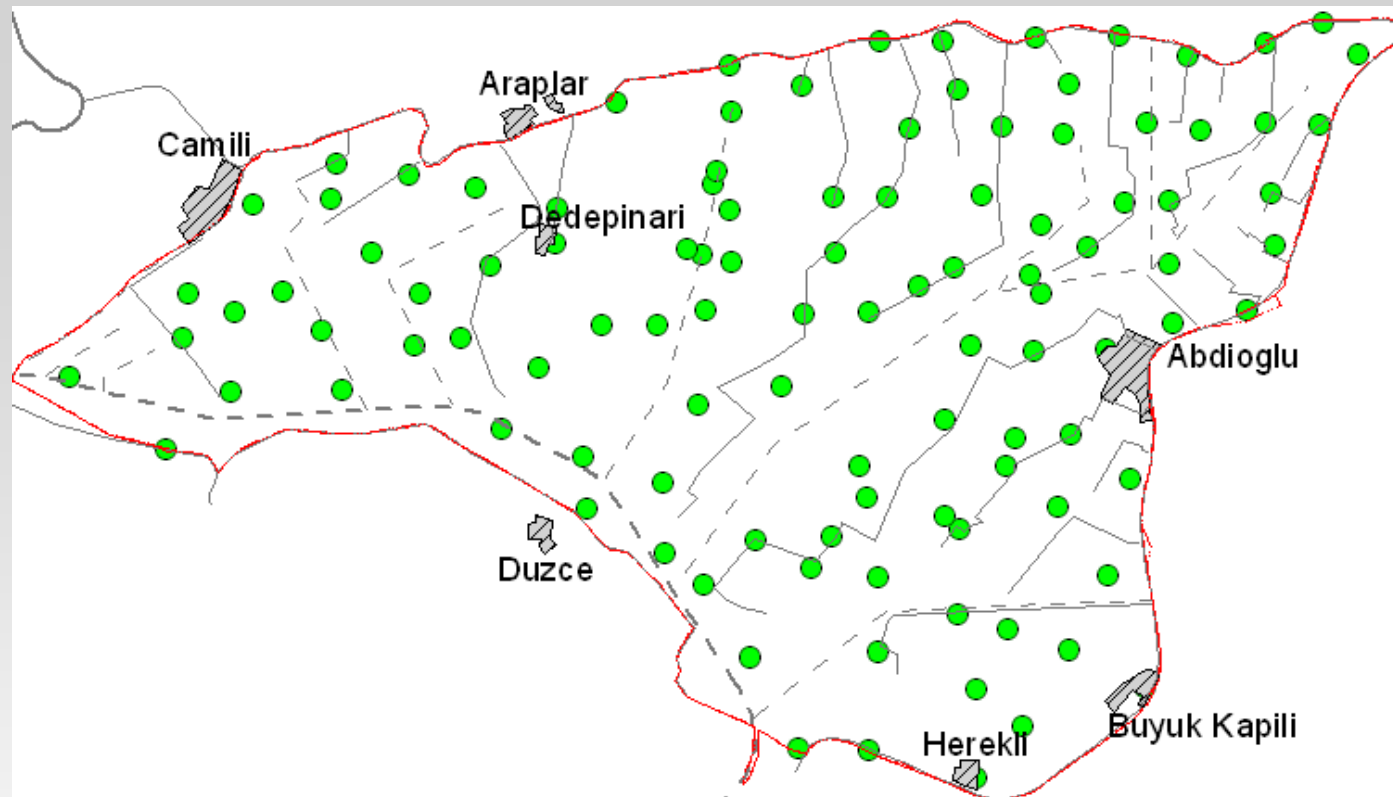 Araplar
Camili
Dedepinari
Abdioglu
Duzce
Buyuk Kapili
Herekli